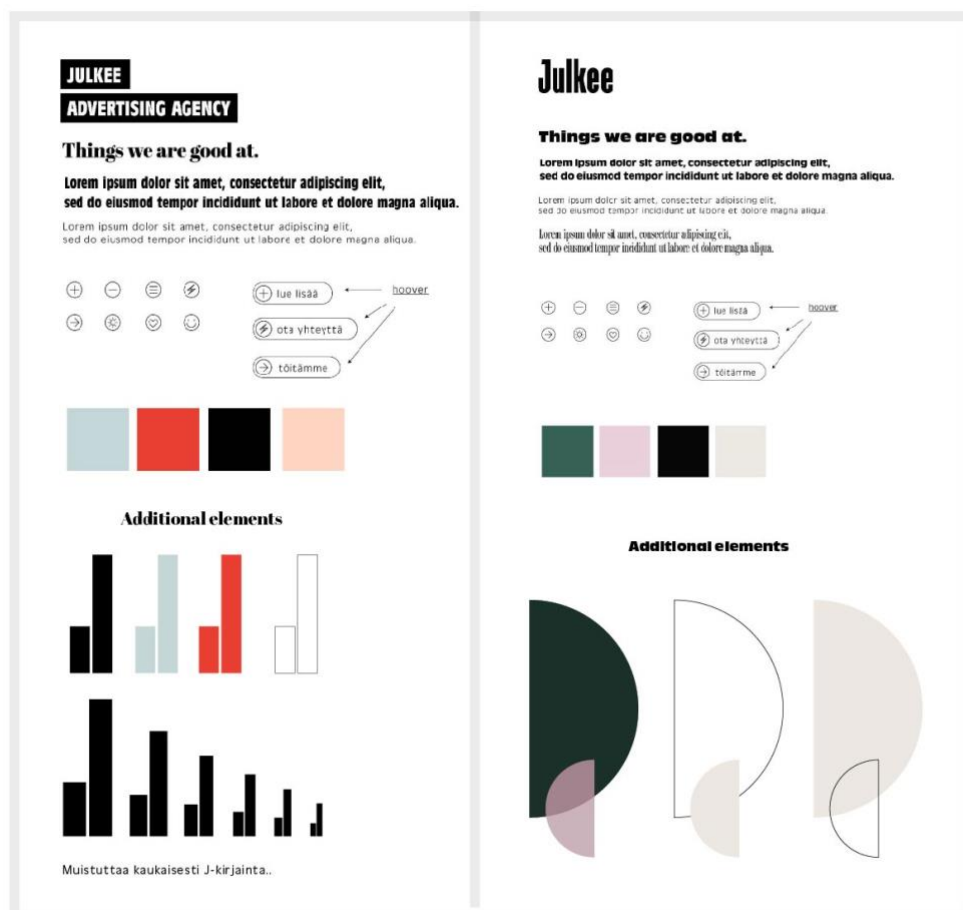 JULKEE
ADVERTISING AGENCY
Things we are good at.
Lorem ipsum dolor sit amet, consectetur adipiscing elit,
sed do eiusmod tempor incididunt ut labore et dolore magna aliqua.
Lorem ipsum dolor sit amet, consectetur adipiscing elit,
sed do eiusmod tempor incididunt ut labore et dolore magna aliqua.
lue lisää
hoover
ota yhteyttä
töitämme
Additional elements
Muistuttaa kaukaisesti J-kirjainta..
Julkee
Things we are good at.
Lorem ipsum dolor sit amet, consectetur adipiscing elit,
sed do eiusmod tempor incididunt ut labore et dolore magna aliqua.
Lorem ipsum dolor sit amet, consectetur adipiscing elit,
sed do eiusmod tempor incididunt ut labore et dolore magna aliqua.
Lorem ipsum dolor sit amet, consectetur adipiscing elit,
sed do eiusmod tempor incididunt ut labore et dolore magna aliqua.
lue lisää
hoover
ota yhteyttä
töitämme
Additional elements